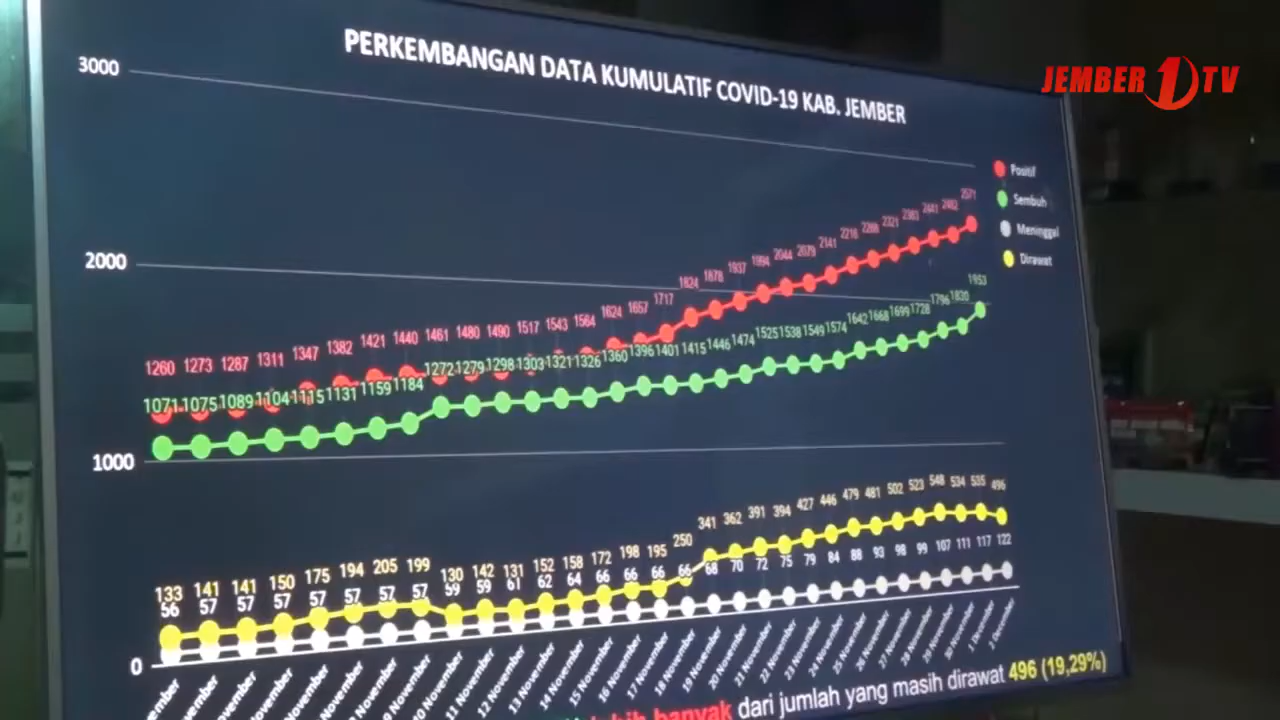 JEMBER 1 TV
PERKEMBANGAN DATA KUMULATIF COVID-19 KAB. JEMBER
3000
2000
1000
0
Positif
Sembuh
Meninggal
Dirawat
1260 1273 1287 1311 1347 1382 1421 1440 1461 1480 1490 1517 1543 1564 1624 1657 1717 1824 1878 1937 1994 2044 2079 2141 2216 2268 2321 2383 2441 2482 2571
1071 1075 1089 1104 1115 1131 1159 1184 1272 1279 1298 1303 1321 1326 1360 1396 1401 1415 1446 1474 1525 1538 1549 1574 1642 1668 1699 1728 1796 1830 1953
133 141 141 150 175 194 205 199 130 142 131 152 158 172 198 195 250 341 362 391 394 427 446 479 481 502 523 548 534 535 496
56 57 57 57 57 57 57 57 59 59 61 62 64 66 66 66 66 68 70 72 75 79 84 88 93 98 99 107 111 117 122
9 November 10 November 11 November 12 November 13 November 14 November 15 November 16 November 17 November 18 November 19 November 20 November 21 November 22 November 23 November 24 November 25 November 26 November 27 November 28 November 29 November 30 November 1 Desember 2 Desember
lebih banyak dari jumlah yang masih dirawat 496 (19,29%)